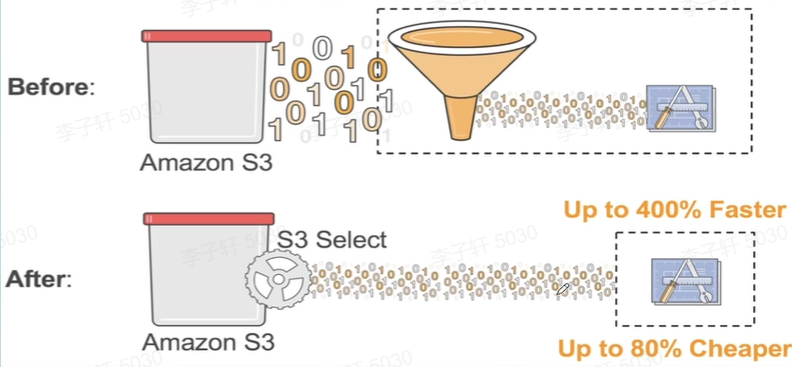 Before:
Amazon S3
Up to 400% Faster
S3 Select
After:
Amazon S3
Up to 80% Cheaper
李子轩 5030